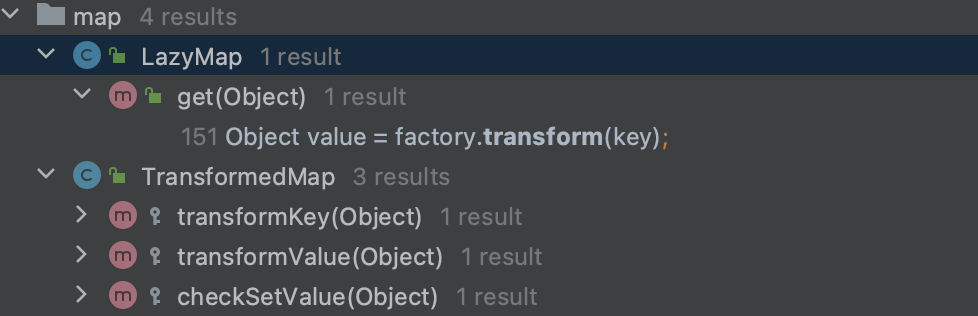 map 4 results
C LazyMap 1 result
m get(Object) 1 result
151 Object value = factory.transform(key);
C TransformedMap 3 results
m transformKey(Object) 1 result
m transformValue(Object) 1 result
m checkSetValue(Object) 1 result